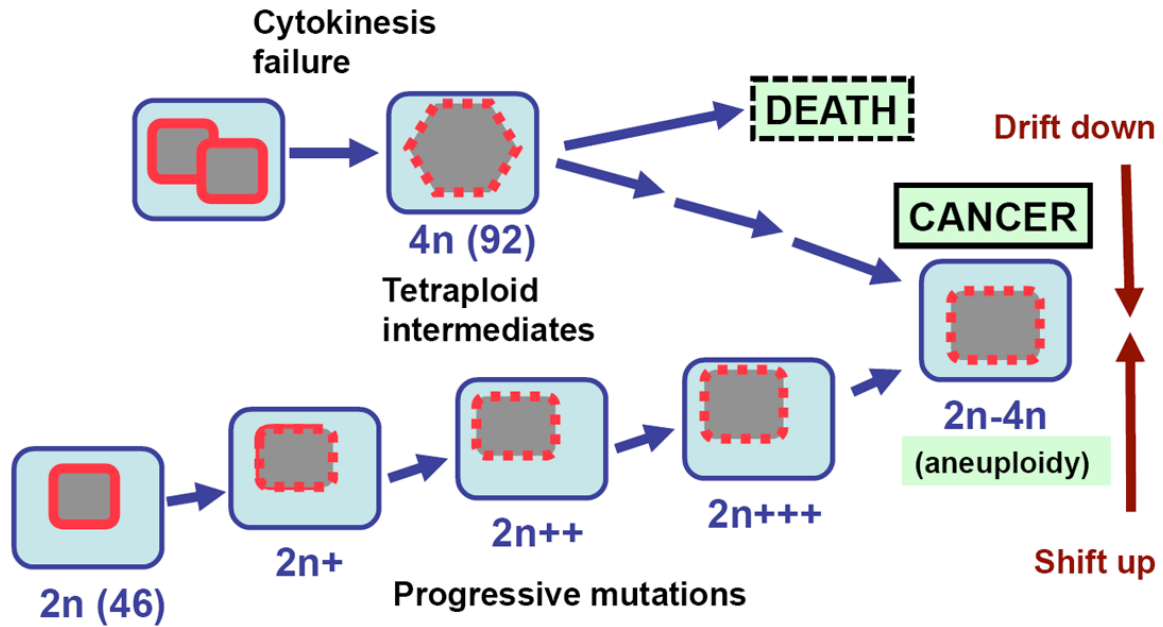 Cytokinesis
failure
DEATH
Drift down
CANCER
4n (92)
Tetraploid
intermediates
2n-4n
(aneuploidy)
2n+++
2n++
2n+
2n (46)
Shift up
Progressive mutations